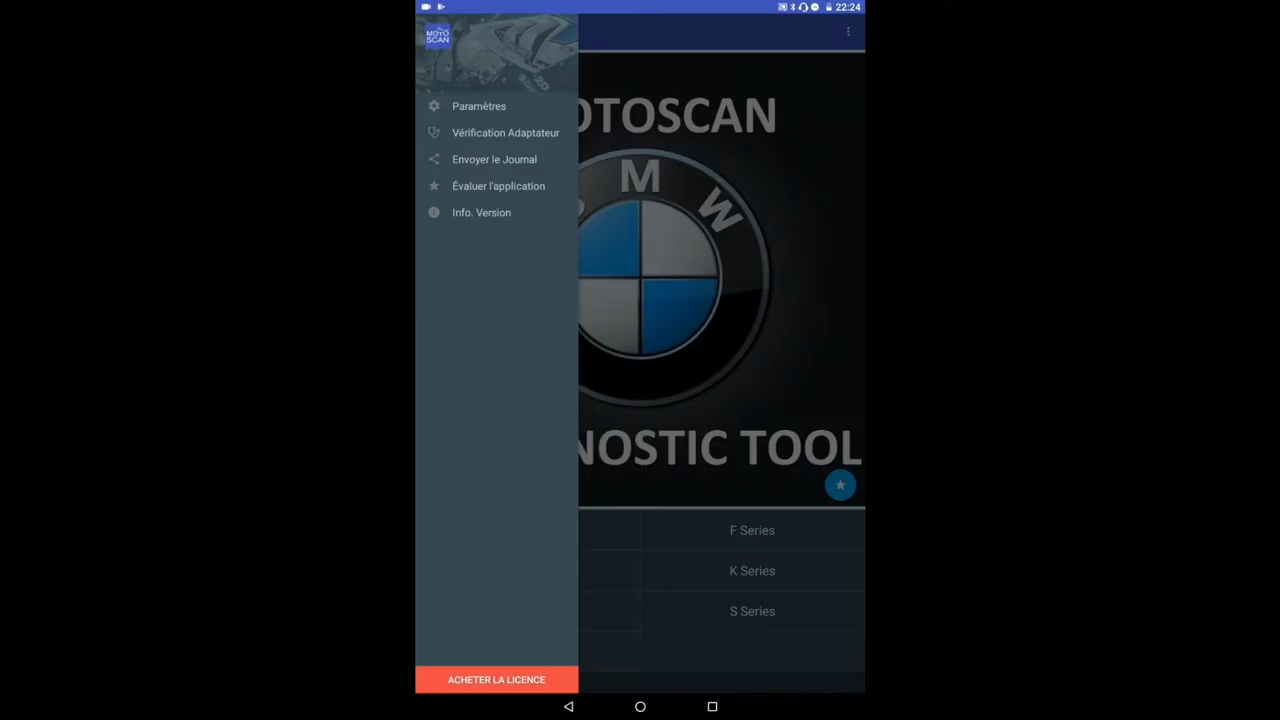 22:24
MOTO
SCAN
Paramètres
Vérification Adaptateur
Envoyer le Journal
Évaluer l'application
Info. Version
OTOSCAN
M
W
NOSTIC TOOL
F Series
K Series
S Series
ACHETER LA LICENCE